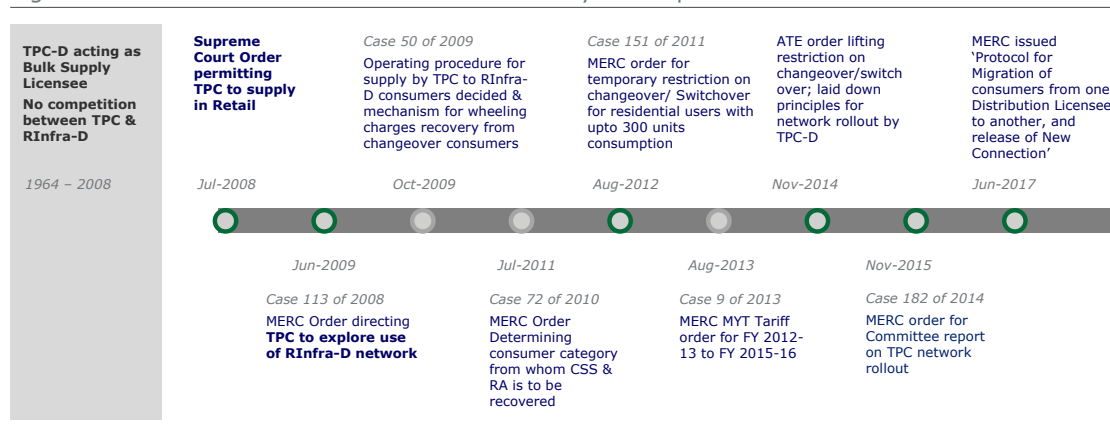 TPC-D acting as
Bulk Supply
Licensee
No competition
between TPC &
RInfra-D
1964 – 2008
Supreme
Court Order
permitting
TPC to supply
in Retail
Jul-2008
Case 50 of 2009
Operating procedure for
supply by TPC to RInfra-
D consumers decided &
mechanism for wheeling
charges recovery from
changeover consumers
Oct-2009
Case 151 of 2011
MERC order for
temporary restriction on
changeover/ Switchover
for residential users with
upto 300 units
consumption
Aug-2012
ATE order lifting
restriction on
changeover/switch
over; laid down
principles for
network rollout by
TPC-D
Nov-2014
MERC issued
‘Protocol for
Migration of
consumers from one
Distribution Licensee
to another, and
release of New
Connection’
Jun-2017
Jun-2009
Case 113 of 2008
MERC Order directing
TPC to explore use
of RInfra-D network
Jul-2011
Case 72 of 2010
MERC Order
Determining
consumer category
from whom CSS &
RA is to be
recovered
Aug-2013
Case 9 of 2013
MERC MYT Tariff
order for FY 2012-
13 to FY 2015-16
Nov-2015
Case 182 of 2014
MERC order for
Committee report
on TPC network
rollout